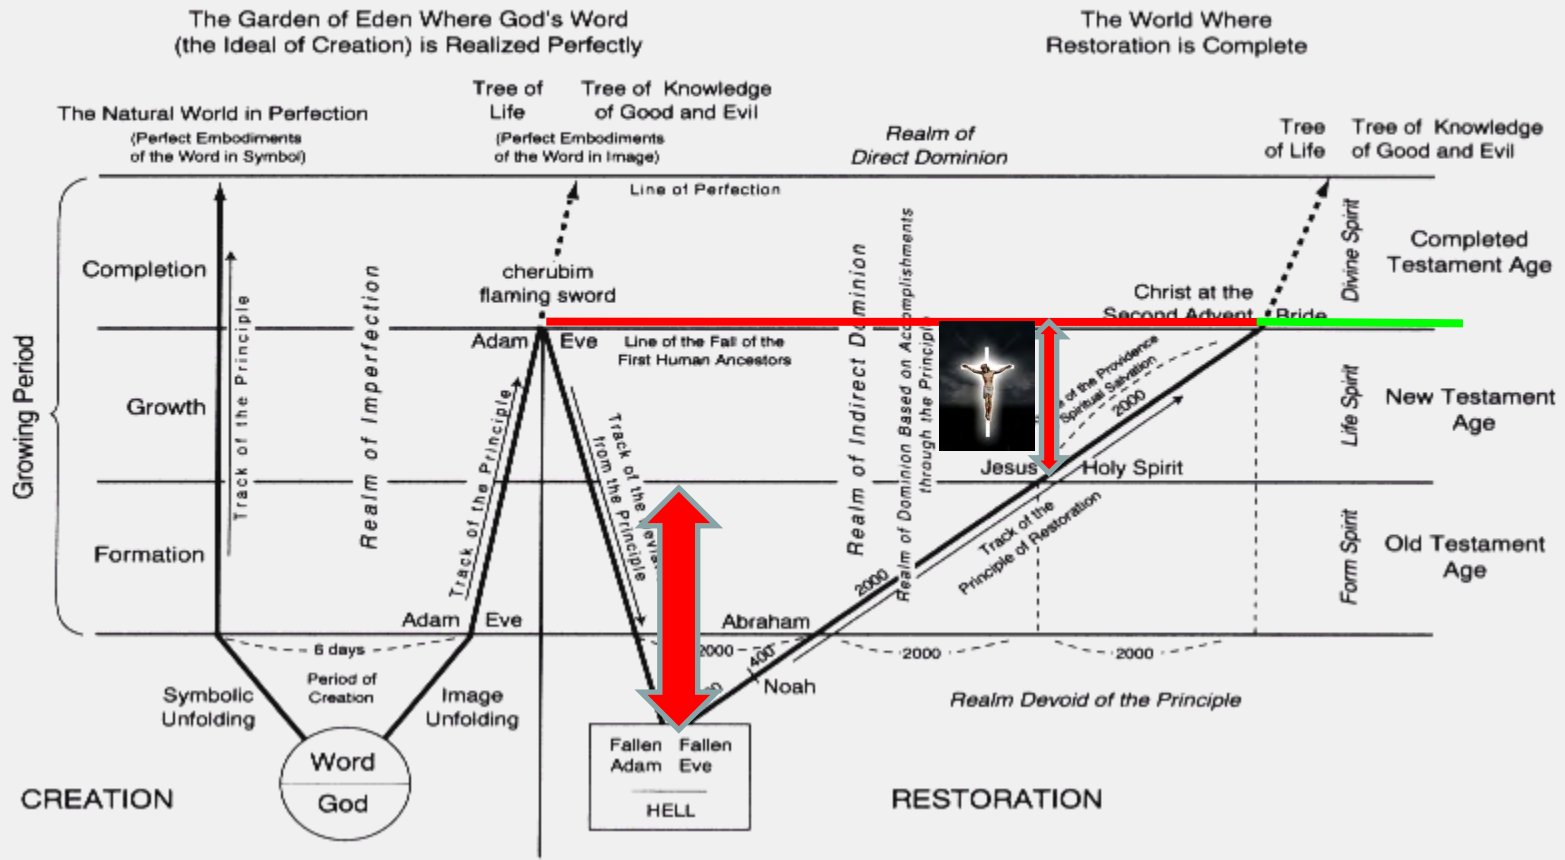 The Garden of Eden Where God's Word
(the Ideal of Creation) is Realized Perfectly
The World Where
Restoration is Complete
The Natural World in Perfection
(Perfect Embodiments
of the Word in Symbol)
Tree of
Life
Tree of Knowledge
of Good and Evil
(Perfect Embodiments
of the Word in Image)
Realm of
Direct Dominion
Tree
of Life
Tree of Knowledge
of Good and Evil
Line of Perfection
Growing Period
Completion
Growth
Formation
Track of the Principle
Realm of Imperfection
cherubim
flaming sword
Adam
Eve
Line of the Fall of the
First Human Ancestors
Track of the Principle
Track of the
from the Principle
Realm of Indirect Dominion
Realm of Dominion Based on Accomplishments
through the Principle
Christ at the
Second Advent
Bride
of the Providence
Spiritual Salvation
2000
Jesus
Holy Spirit
Track of the
Principle of Restoration
2000
Divine Spirit
Life Spirit
Form Spirit
Completed
Testament Age
New Testament
Age
Old Testament
Age
Adam
Eve
Abraham
6 days
2000
2000
2000
400
Noah
Period of
Creation
Symbolic
Unfolding
Image
Unfolding
Realm Devoid of the Principle
Word
God
Fallen Fallen
Adam Eve
HELL
CREATION
RESTORATION